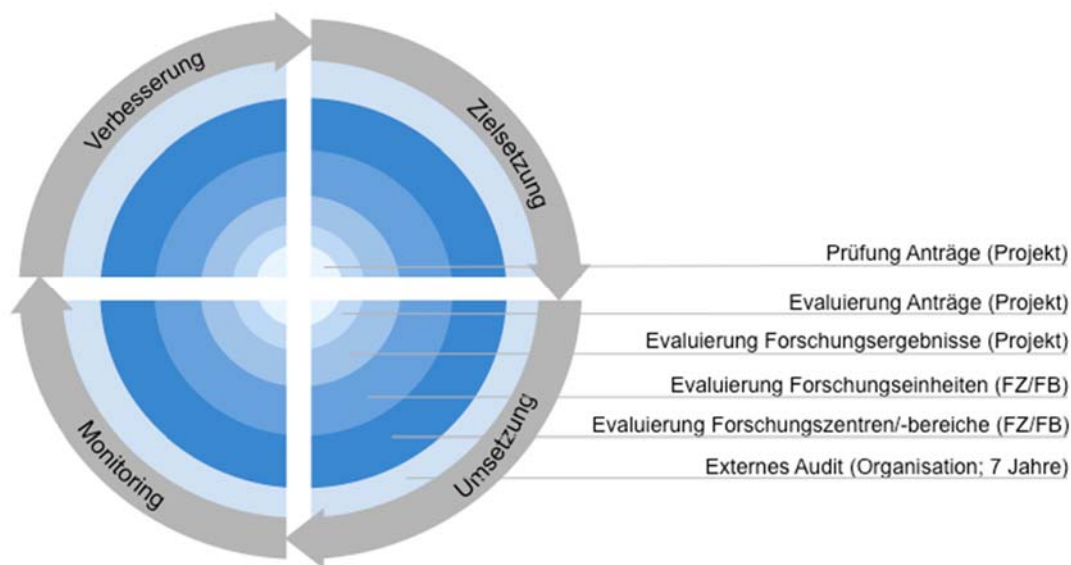 Verbesserung
Zielsetzung
Prüfung Anträge (Projekt)
Evaluierung Anträge (Projekt)
Evaluierung Forschungsergebnisse (Projekt)
Evaluierung Forschungseinheiten (FZ/FB)
Evaluierung Forschungszentren/-bereiche (FZ/FB)
Externes Audit (Organisation; 7 Jahre)
Monitoring
Umsetzung